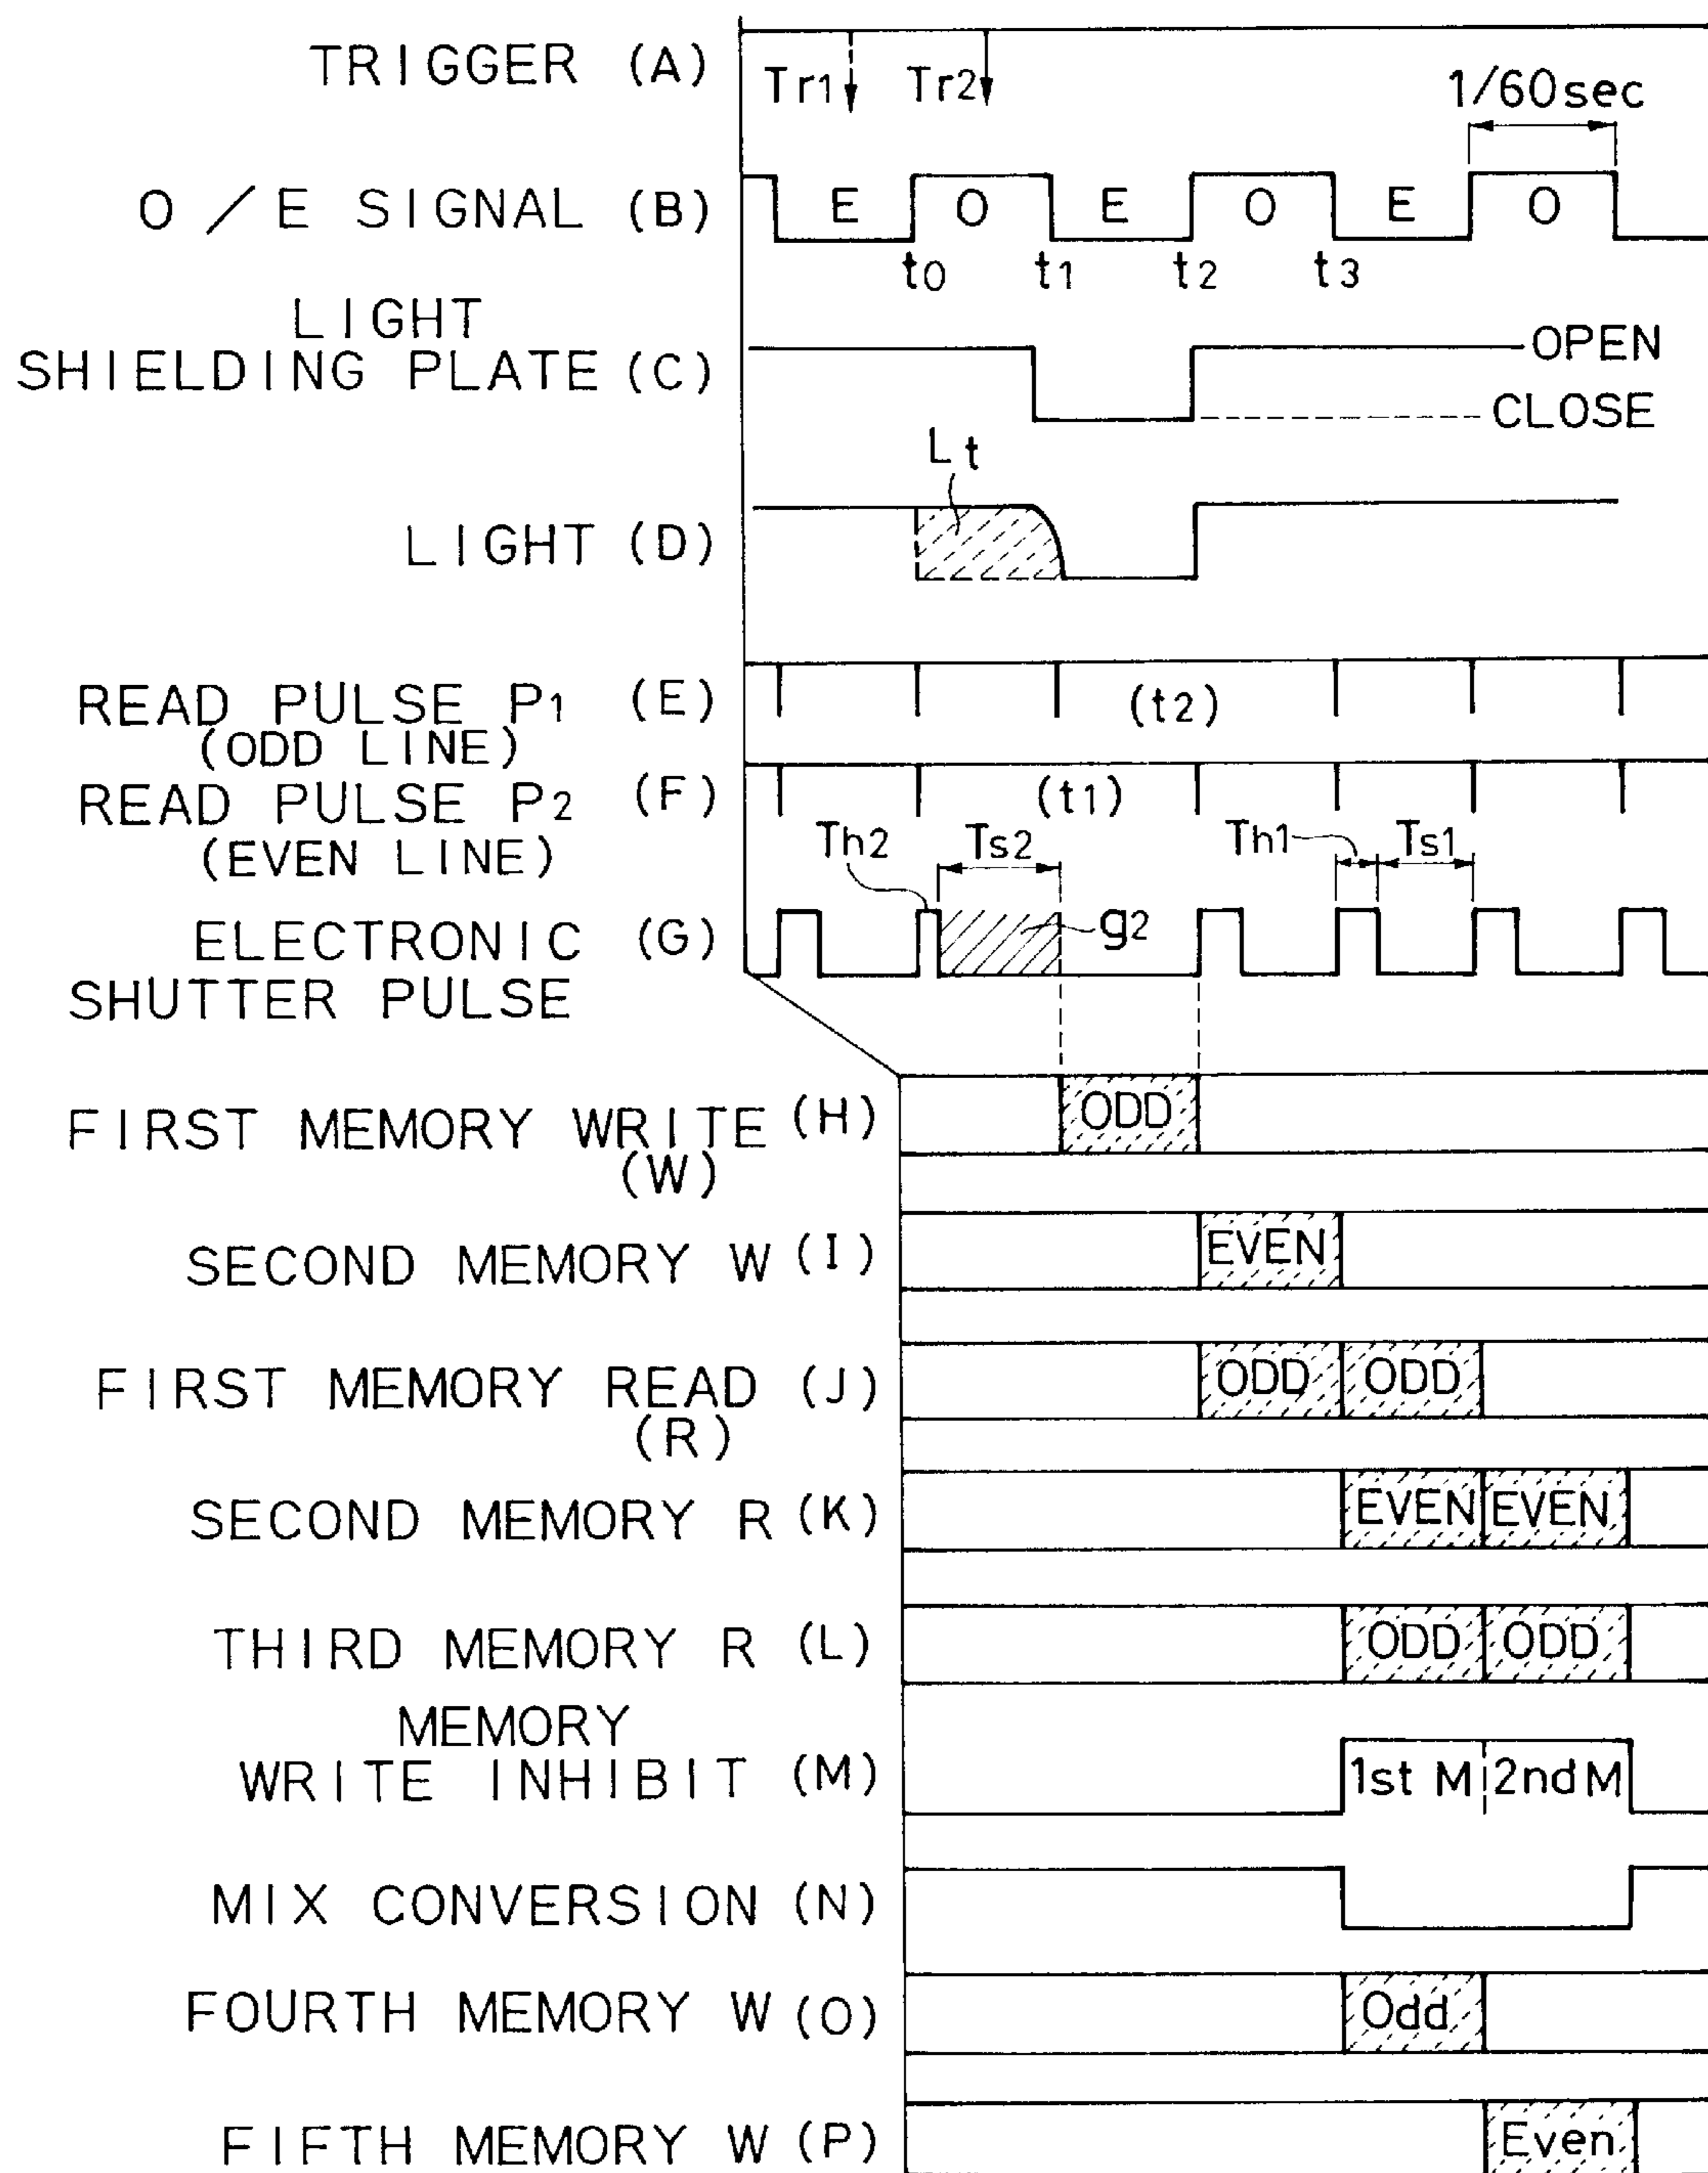 TRIGGER (A)
Tr1 Tr2
1/60sec
O / E SIGNAL (B)
E O E O E O
t0 t1 t2 t3
LIGHT
SHIELDING PLATE (C)
OPEN
CLOSE
Lt
LIGHT (D)
READ PULSE P1 (E)
(ODD LINE)
(t2)
READ PULSE P2 (F)
(EVEN LINE)
(t1)
Th2 Ts2 Th1 Ts1
g2
ELECTRONIC (G)
SHUTTER PULSE
FIRST MEMORY WRITE (H)
(W)
ODD
SECOND MEMORY W (I)
EVEN
FIRST MEMORY READ (J)
(R)
ODD ODD
SECOND MEMORY R (K)
EVEN EVEN
THIRD MEMORY R (L)
ODD ODD
MEMORY
WRITE INHIBIT (M)
1st M 2nd M
MIX CONVERSION (N)
FOURTH MEMORY W (O)
Odd
FIFTH MEMORY W (P)
Even